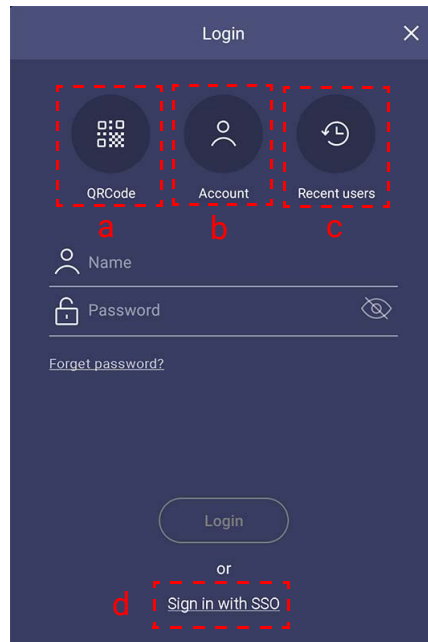 Login
QRCode Account Recent users
a b c
Name
Password
Forget password?
Login
or
d Sign in with SSO